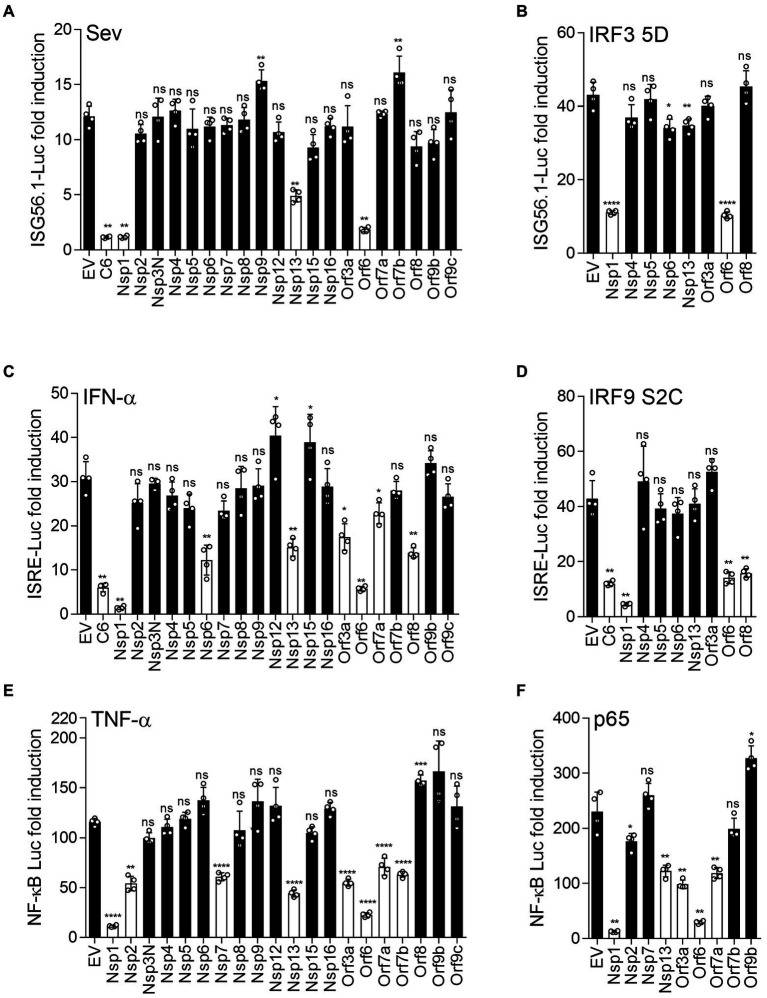 A
Sev
ISG56.1-Luc fold induction
20
15
10
5
0
** ** ns ns ns ns ns ns ns ** ns ** ns ns ns ** ns ** ns ns ns
EV C6 Nsp1 Nsp2 Nsp3N Nsp4 Nsp5 Nsp6 Nsp7 Nsp8 Nsp9 Nsp12 Nsp13 Nsp15 Nsp16 Orf3a Orf6 Orf7a Orf7b Orf8 Orf9b Orf9c
B
IRF3 5D
ISG56.1-Luc fold induction
60
40
20
0
**** ns ns * ** ns **** ns
EV Nsp1 Nsp4 Nsp5 Nsp6 Nsp13 Orf3a Orf6 Orf8
C
IFN-α
ISRE-Luc fold induction
50
40
30
20
10
0
** ** ns ns ns ns ** ns ns ns * ** * ns * ** * ns ** ns ns
EV C6 Nsp1 Nsp2 Nsp3N Nsp4 Nsp5 Nsp6 Nsp7 Nsp8 Nsp9 Nsp12 Nsp13 Nsp15 Nsp16 Orf3a Orf6 Orf7a Orf7b Orf8 Orf9b Orf9c
D
IRF9 S2C
ISRE-Luc fold induction
80
60
40
20
0
** ** ns ns ns ns ns ** **
EV C6 Nsp1 Nsp4 Nsp5 Nsp6 Nsp13 Orf3a Orf6 Orf8
E
TNF-α
NF-κB Luc fold induction
220
150
100
50
0
**** ** ns ns ns ns **** ns ns ns **** ns ns **** **** **** **** *** ns ns
EV Nsp1 Nsp2 Nsp3N Nsp4 Nsp5 Nsp6 Nsp7 Nsp8 Nsp9 Nsp12 Nsp13 Nsp15 Nsp16 Orf3a Orf6 Orf7a Orf7b Orf8 Orf9b Orf9c
F
p65
NF-κB Luc fold induction
400
300
200
100
0
** * ns ** ** ** ** ns *
EV Nsp1 Nsp2 Nsp7 Nsp13 Orf3a Orf6 Orf7a Orf7b Orf9b